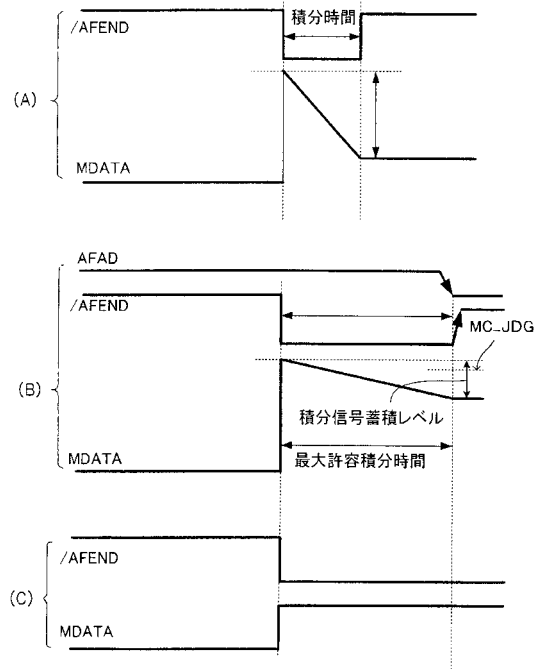 /AFEND
積分時間
(A)
MDATA
AFAD
/AFEND
MC_JDG
(B)
積分信号蓄積レベル
MDATA
最大許容積分時間
/AFEND
(C)
MDATA